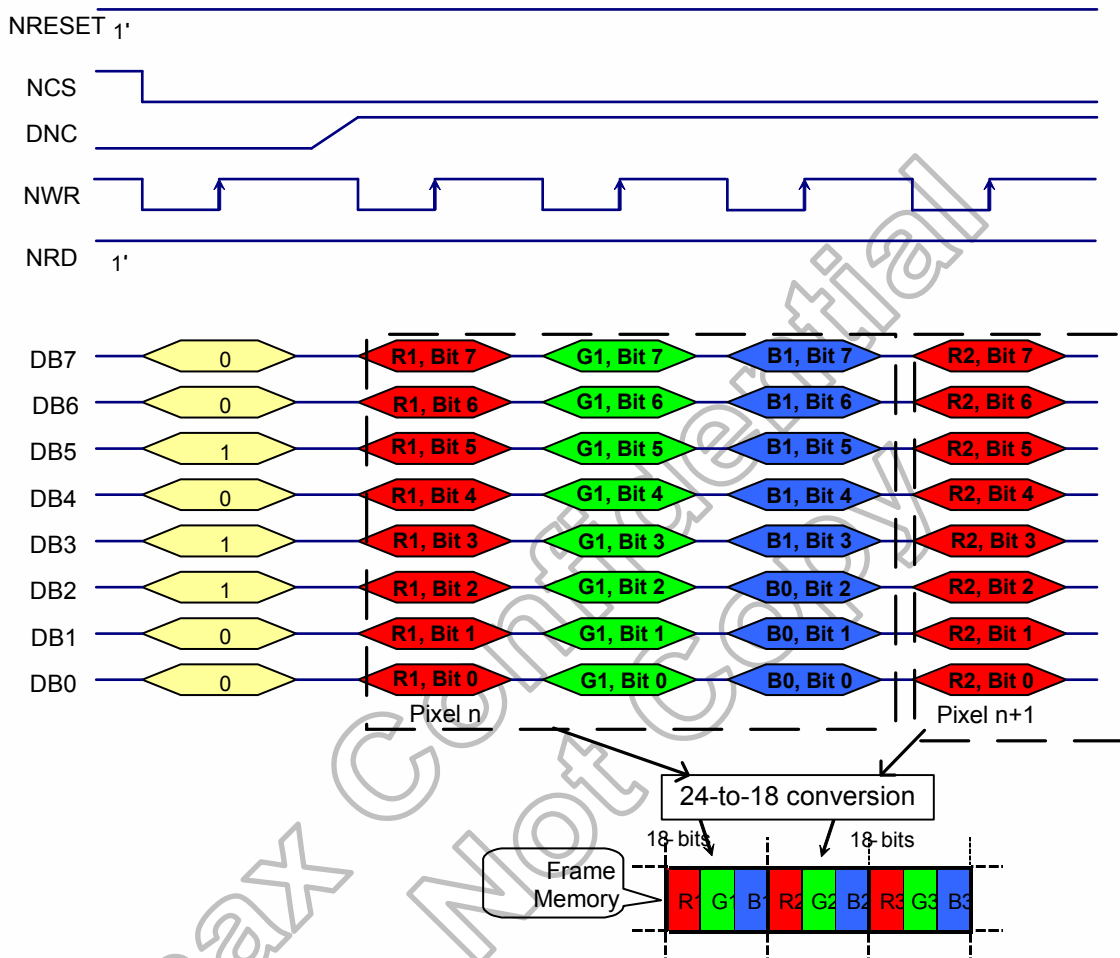 NRESET 1'
NCS
DNC
NWR
NRD 1'
DB7 0 R1, Bit 7 G1, Bit 7 B1, Bit 7 R2, Bit 7
DB6 0 R1, Bit 6 G1, Bit 6 B1, Bit 6 R2, Bit 6
DB5 1 R1, Bit 5 G1, Bit 5 B1, Bit 5 R2, Bit 5
DB4 0 R1, Bit 4 G1, Bit 4 B1, Bit 4 R2, Bit 4
DB3 1 R1, Bit 3 G1, Bit 3 B1, Bit 3 R2, Bit 3
DB2 1 R1, Bit 2 G1, Bit 2 B0, Bit 2 R2, Bit 2
DB1 0 R1, Bit 1 G1, Bit 1 B0, Bit 1 R2, Bit 1
DB0 0 R1, Bit 0 G1, Bit 0 B0, Bit 0 R2, Bit 0
Pixel n Pixel n+1
24-to-18 conversion
18-bits 18-bits
Frame
Memory
R1 G1 B1 R2 G2 B2 R3 G3 B3
ax Confidential
Not Copy